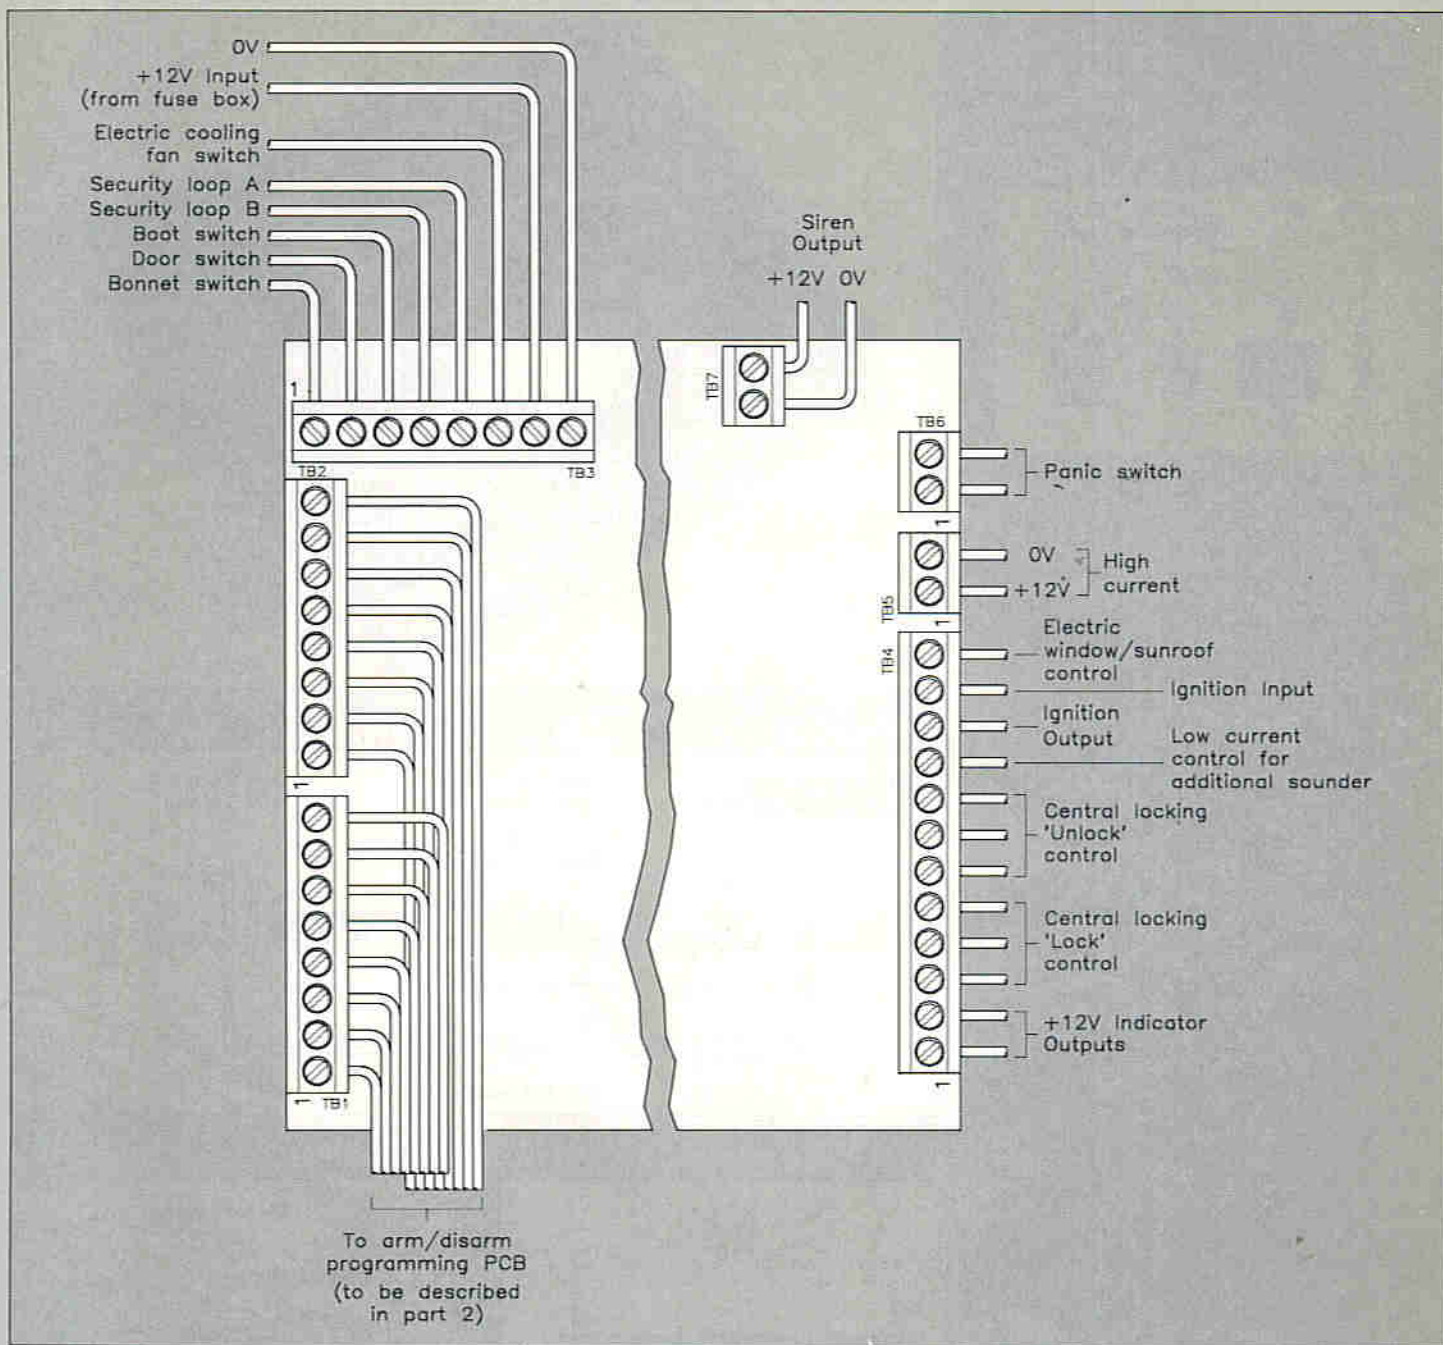 0V
+12V Input
(from fuse box)
Electric cooling
fan switch
Security loop A
Security loop B
Boot switch
Door switch
Bonnet switch
Siren
Output
+12V 0V
1
TB7
TB6
TB2
TB3
Panic switch
1
0V
+12V
High
current
TB5
1
Electric
window/sunroof
control
TB4
Ignition Input
Ignition
Output
Low current
control for
additional sounder
1
Central locking
'Unlock'
control
Central locking
'Lock'
control
+12V Indicator
Outputs
1
1
TB1
To arm/disarm
programming PCB
(to be described
in part 2)